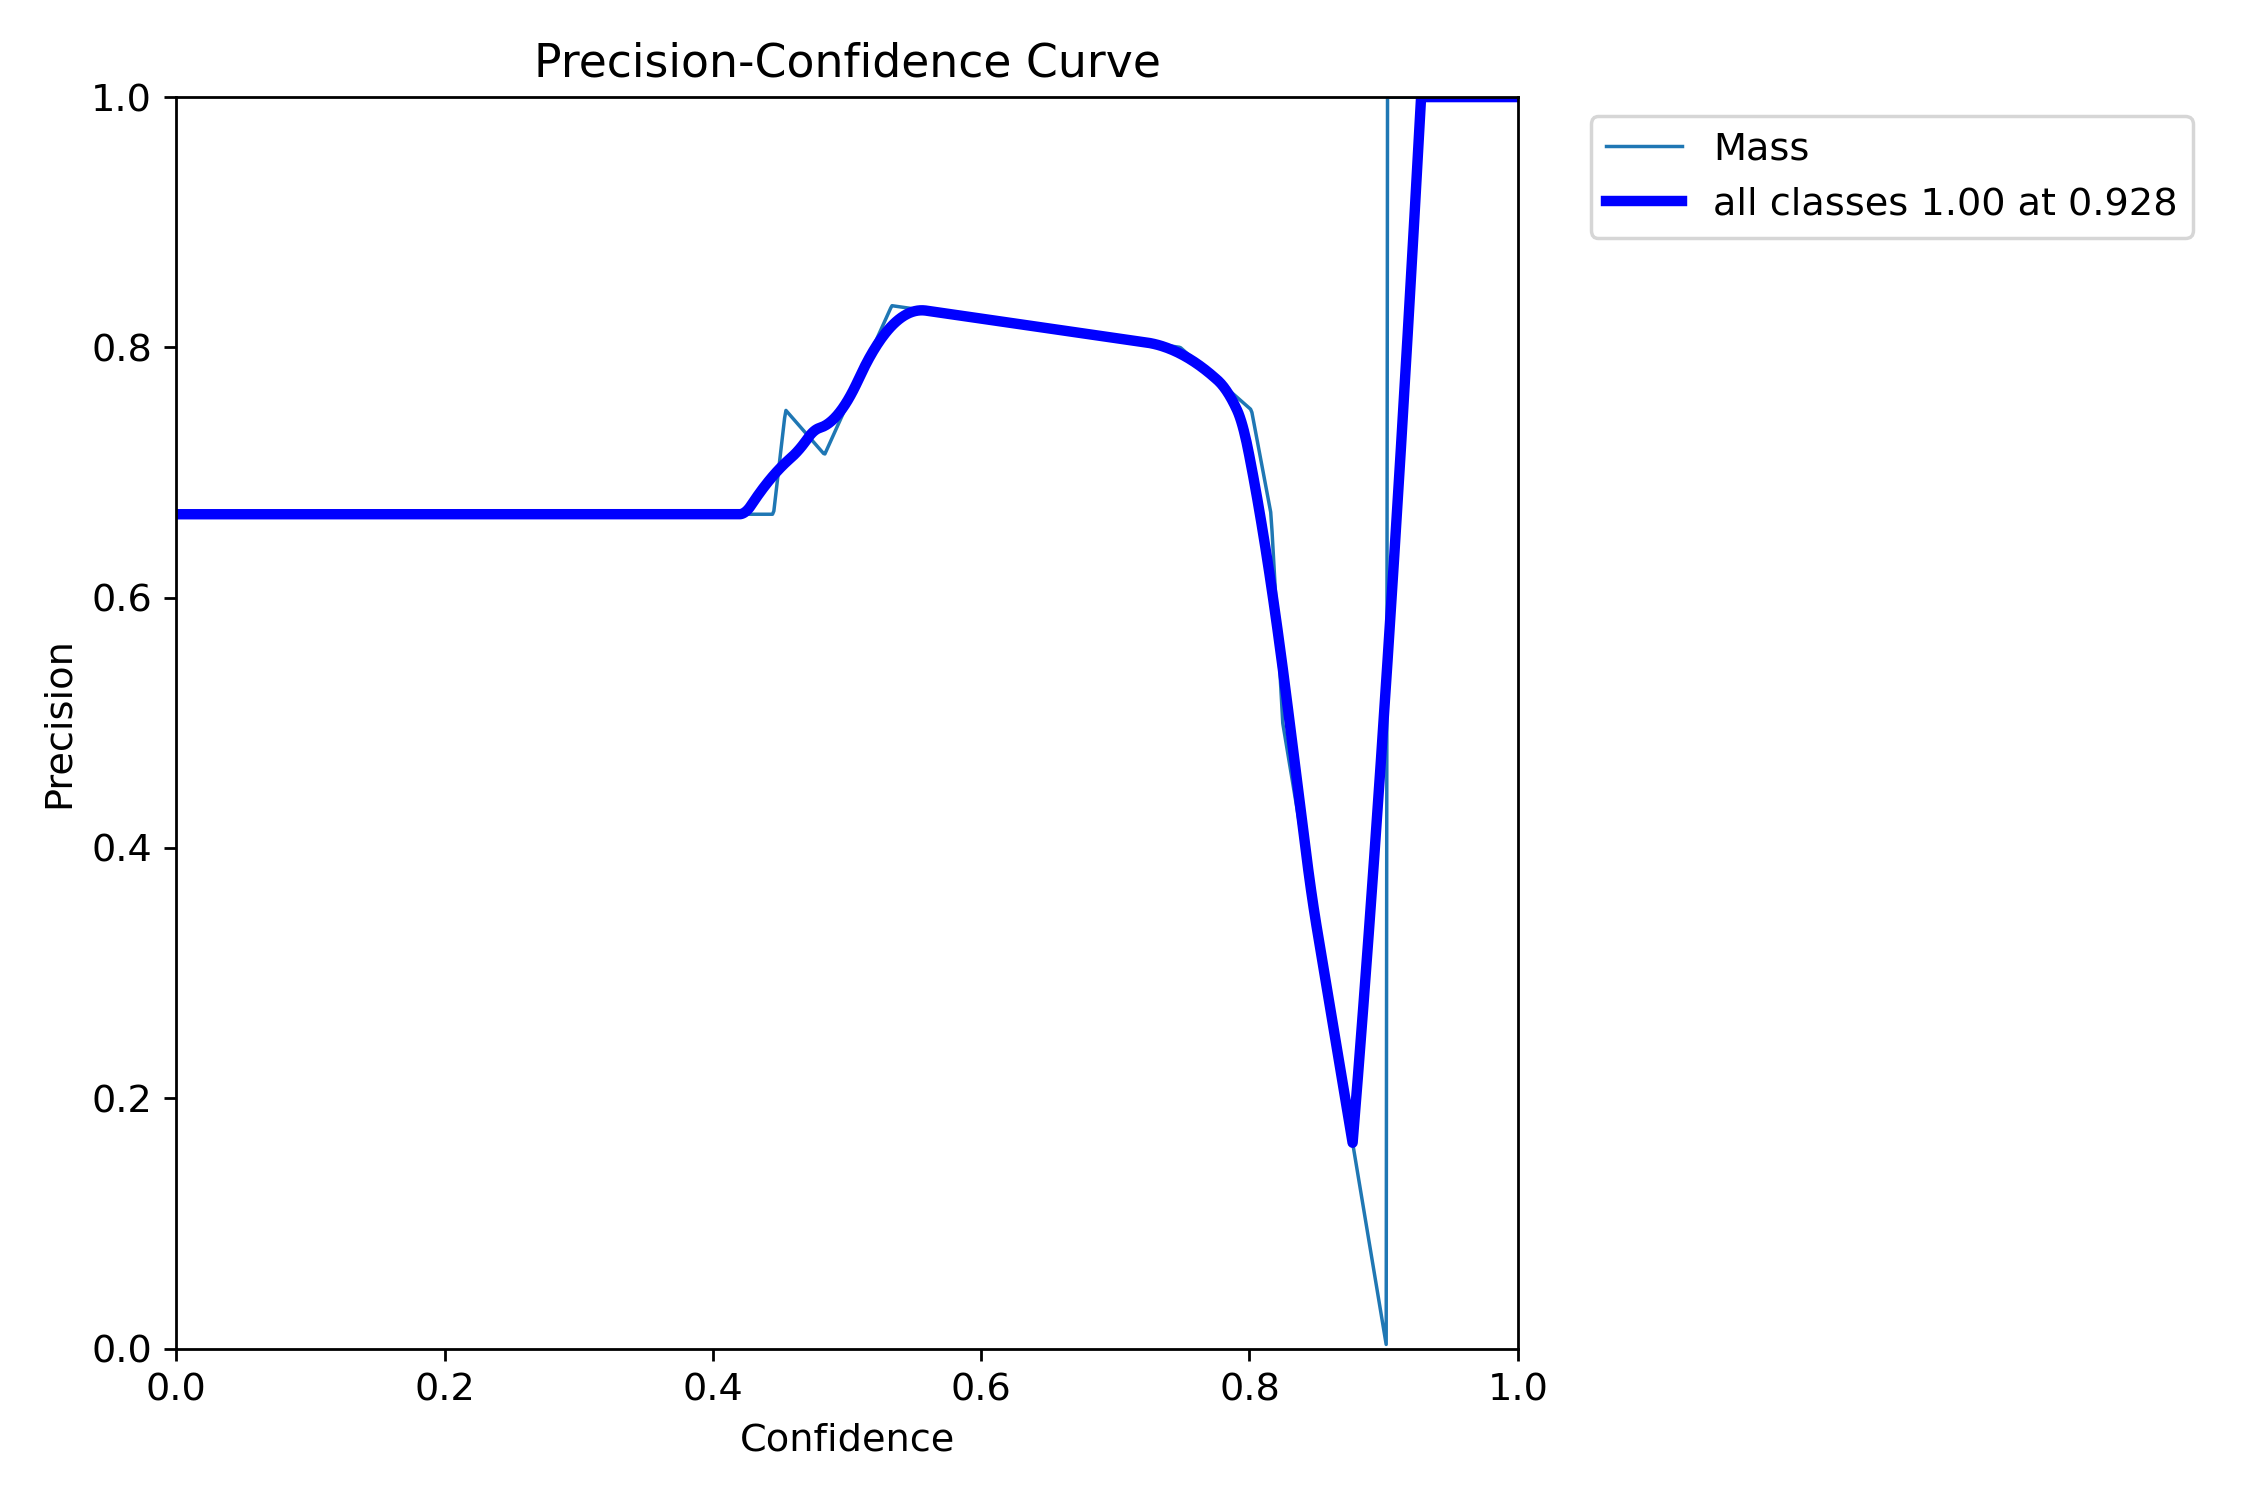 Precision-Confidence Curve
Mass
all classes 1.00 at 0.928
Precision
1.0
0.8
0.6
0.4
0.2
0.0
0.0 0.2 0.4 0.6 0.8 1.0
Confidence